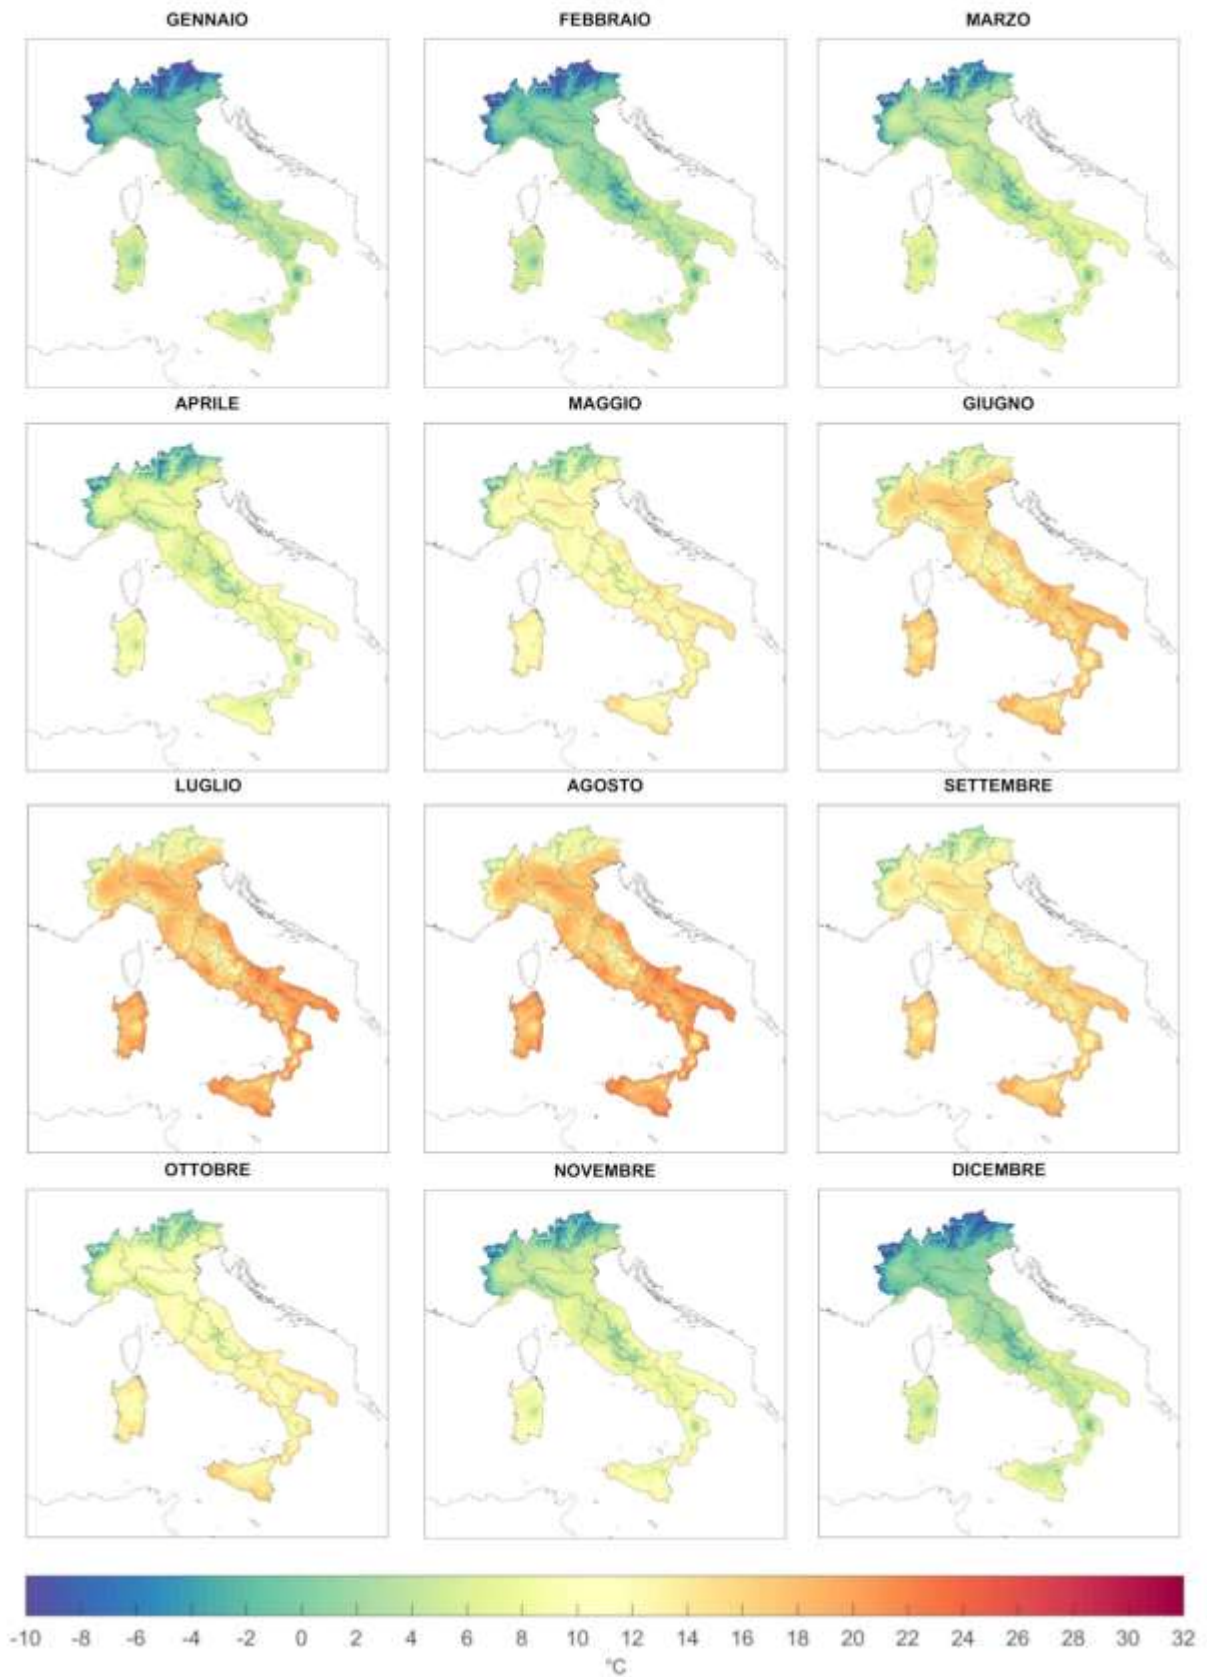 GENNAIO FEBBRAIO MARZO
APRILE MAGGIO GIUGNO
LUGLIO AGOSTO SETTEMBRE
OTTOBRE NOVEMBRE DICEMBRE
-10 -8 -6 -4 -2 0 2 4 6 8 10 12 14 16 18 20 22 24 26 28 30 32
°C